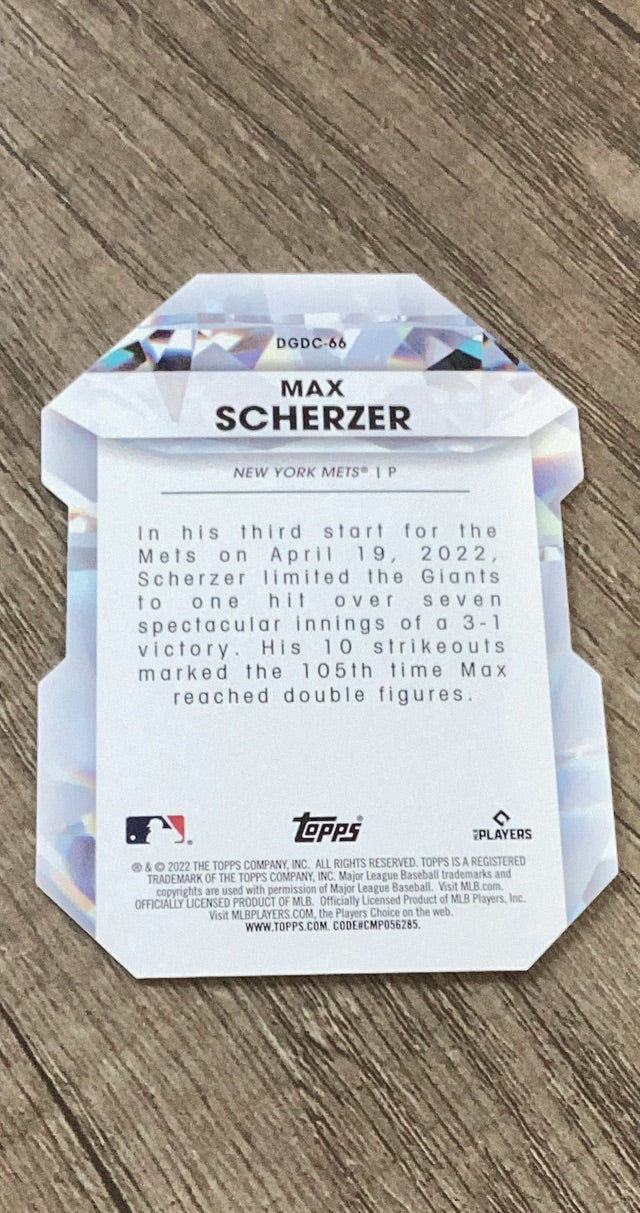 DGDC-66
MAX
SCHERZER
NEW YORK METS® | P
In his third start for the
Mets on April 19, 2022,
Scherzer limited the Giants
to one hit over seven
spectacular innings of a 3-1
victory. His 10 strikeouts
marked the 105th time Max
reached double figures.
topps®
MLB PLAYERS
® & © 2022 THE TOPPS COMPANY, INC. ALL RIGHTS RESERVED. TOPPS IS A REGISTERED
TRADEMARK OF THE TOPPS COMPANY, INC. Major League Baseball trademarks and
copyrights are used with permission of Major League Baseball. Visit MLB.com.
OFFICIALLY LICENSED PRODUCT OF MLB. Officially Licensed Product of MLB Players, Inc.
Visit MLBPLAYERS.COM, the Players Choice on the web.
WWW.TOPPS.COM. CODE#CMP056285.